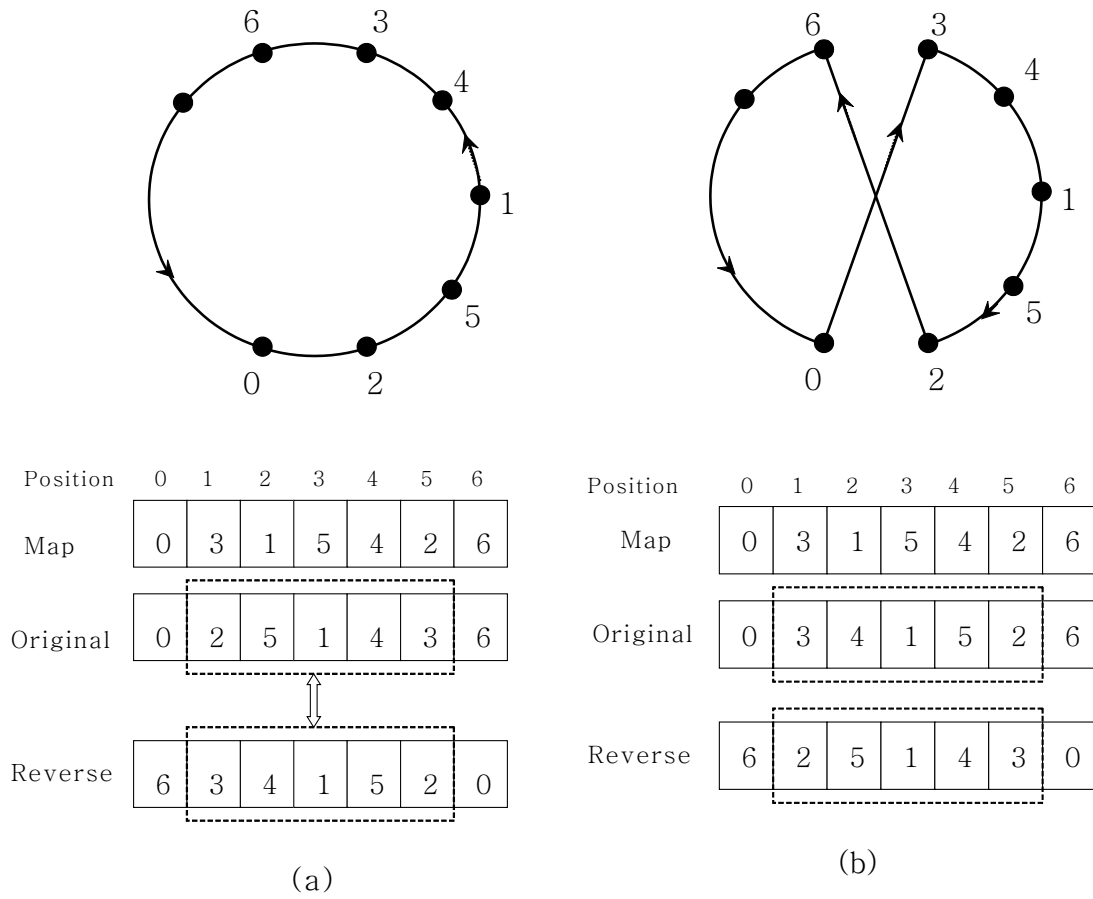 6 3
4
1
5
0 2
Position 0 1 2 3 4 5 6
Map 0 3 1 5 4 2 6
Original 0 2 5 1 4 3 6
Reverse 6 3 4 1 5 2 0
(a)
6 3
4
1
5
0 2
Position 0 1 2 3 4 5 6
Map 0 3 1 5 4 2 6
Original 0 3 4 1 5 2 6
Reverse 6 2 5 1 4 3 0
(b)